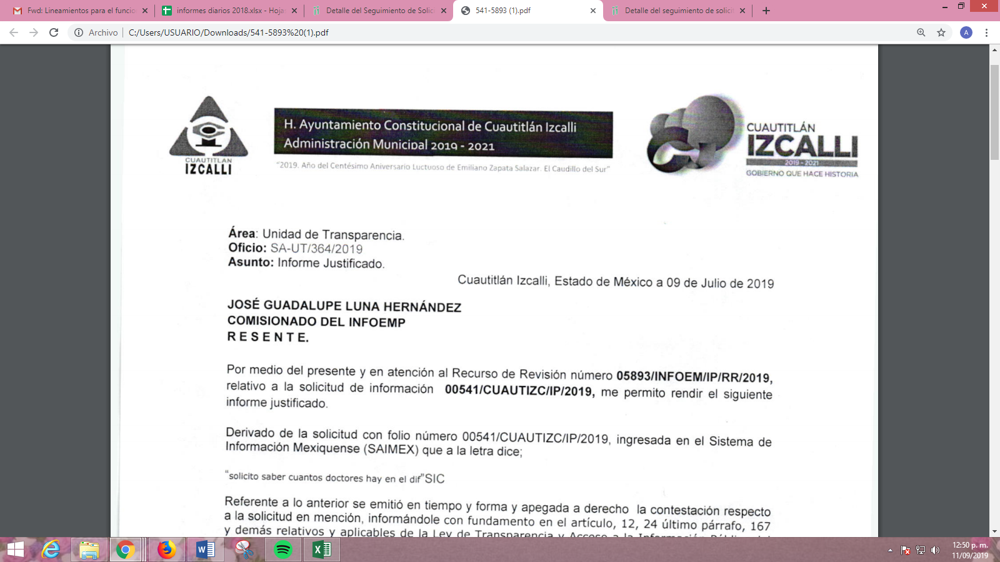 Fwd: Lineamientos para el funcio
informes diarios 2018.xlsx - Hoja
Detalle del Seguimiento de Solic
541-5893 (1).pdf
Detalle del seguimiento de solici
Archivo
C:/Users/USUARIO/Downloads/541-5893%20(1).pdf
A
CUAUTITLAN
IZCALLI
H. Ayuntamiento Constitucional de Cuautitlán Izcalli
Administración Municipal 2019 - 2021
"2019. Año del Centésimo Aniversario Luctuoso de Emiliano Zapata Salazar. El Caudillo del Sur"
CUAUTITLÁN
IZCALLI
2019 - 2021
GOBIERNO QUE HACE HISTORIA
Área: Unidad de Transparencia.
Oficio: SA-UT/364/2019
Asunto: Informe Justificado.
Cuautitlán Izcalli, Estado de México a 09 de Julio de 2019
JOSÉ GUADALUPE LUNA HERNÁNDEZ
COMISIONADO DEL INFOEMP
R E S E N T E.
Por medio del presente y en atención al Recurso de Revisión número 05893/INFOEM/IP/RR/2019,
relativo a la solicitud de información 00541/CUAUTIZC/IP/2019, me permito rendir el siguiente
informe justificado.
Derivado de la solicitud con folio número 00541/CUAUTIZC/IP/2019, ingresada en el Sistema de
Información Mexiquense (SAIMEX) que a la letra dice;
"solicito saber cuantos doctores hay en el dif"SIC
Referente a lo anterior se emitió en tiempo y forma y apegada a derecho la contestación respecto
a la solicitud en mención, informándole con fundamento en el artículo, 12, 24 último párrafo, 167
y demás relativos y aplicables de la Ley de Transparencia y Acceso a la Información Pública del
12:50 p. m.
11/09/2019